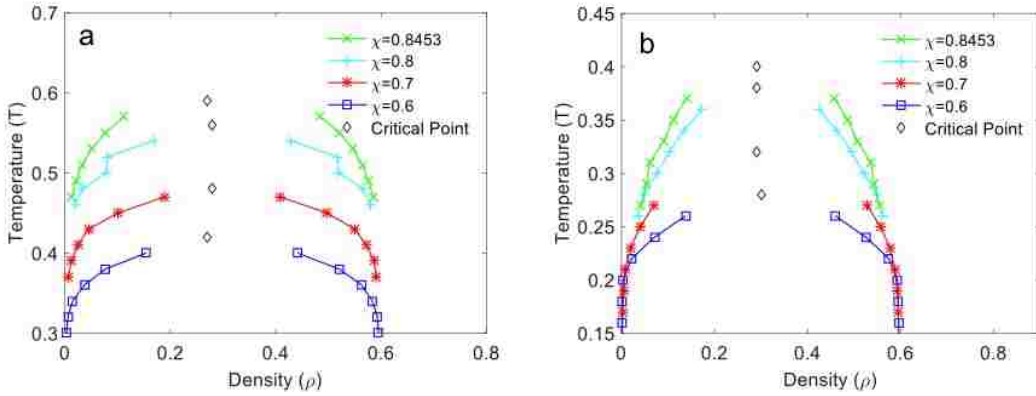 a
0.7
0.6
0.5
0.4
0.3
Temperature (T)
0
0.2
0.4
0.6
0.8
Density (ρ)
χ=0.8453
χ=0.8
χ=0.7
χ=0.6
Critical Point
b
0.45
0.4
0.35
0.3
0.25
0.2
0.15
Temperature (T)
0
0.2
0.4
0.6
0.8
Density (ρ)
χ=0.8453
χ=0.8
χ=0.7
χ=0.6
Critical Point